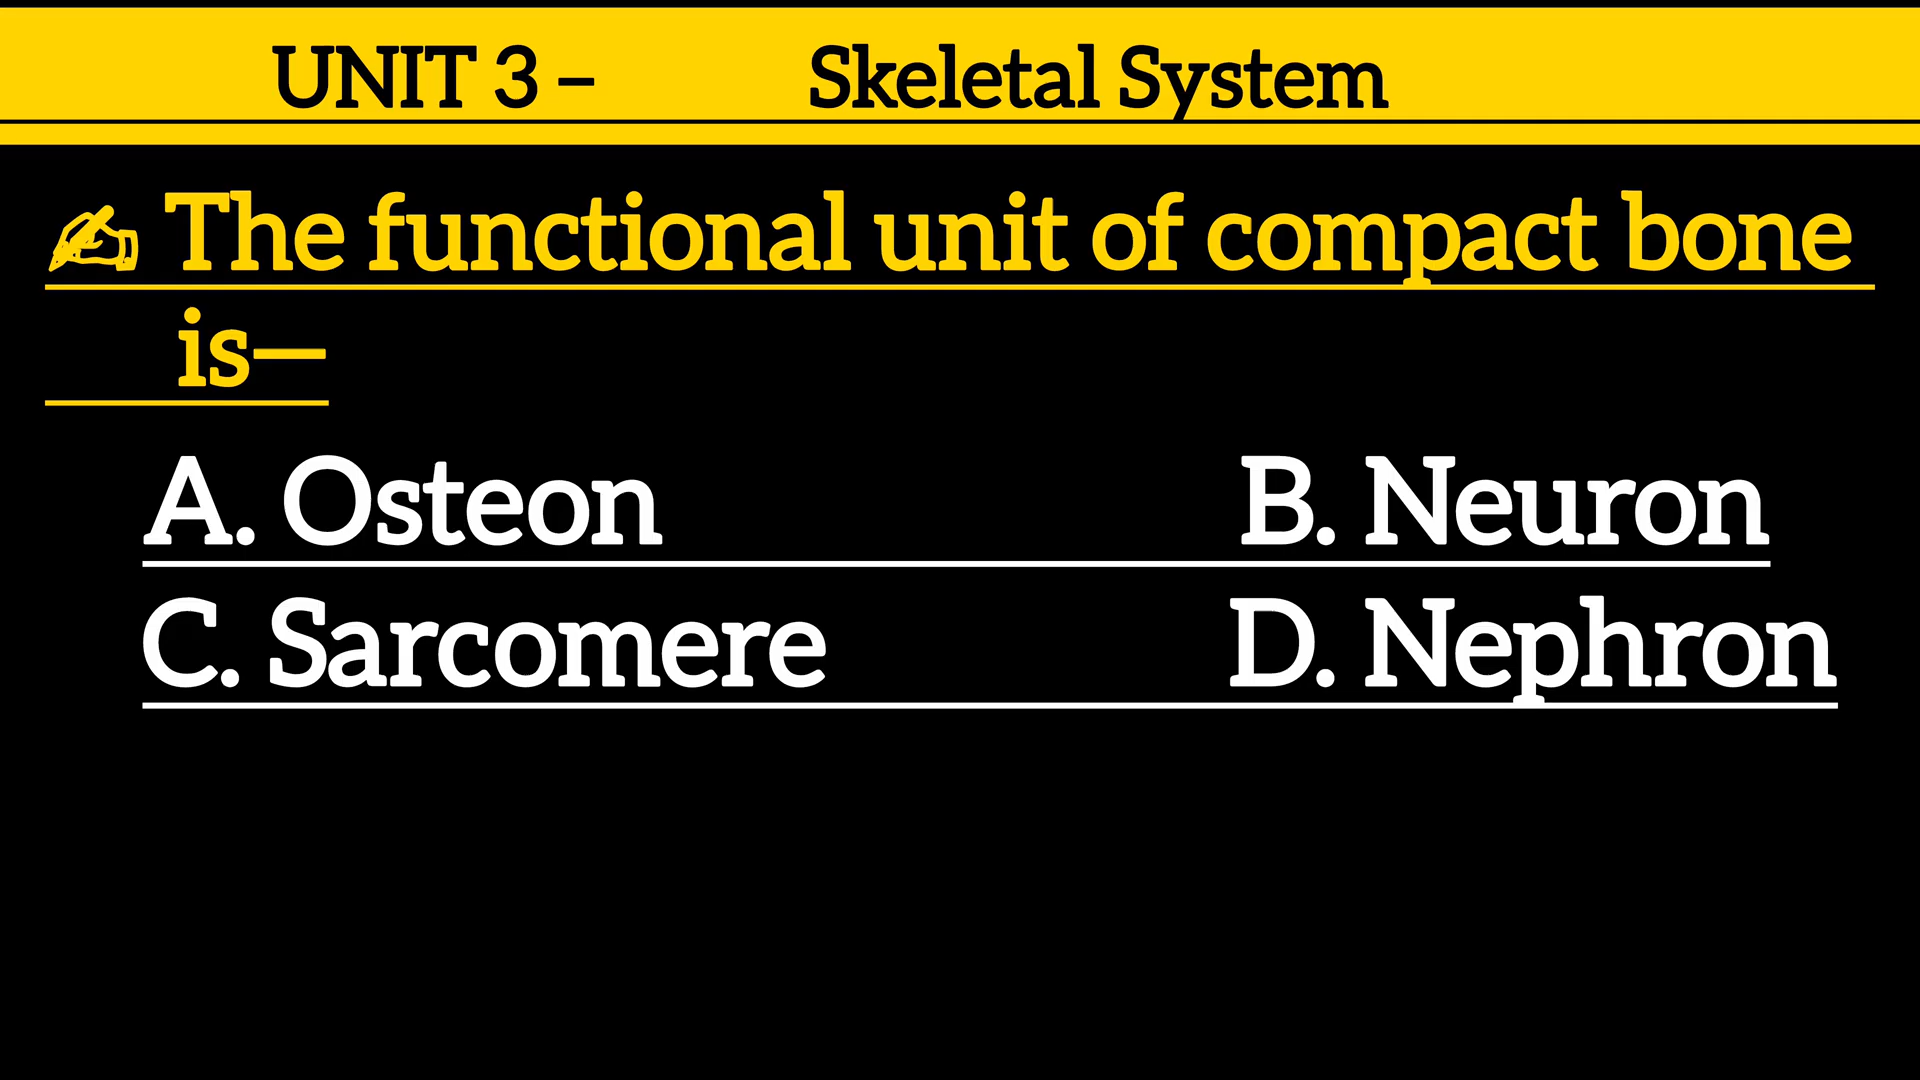 UNIT 3 – Skeletal System
✍ The functional unit of compact bone
is—
A. Osteon B. Neuron
C. Sarcomere D. Nephron